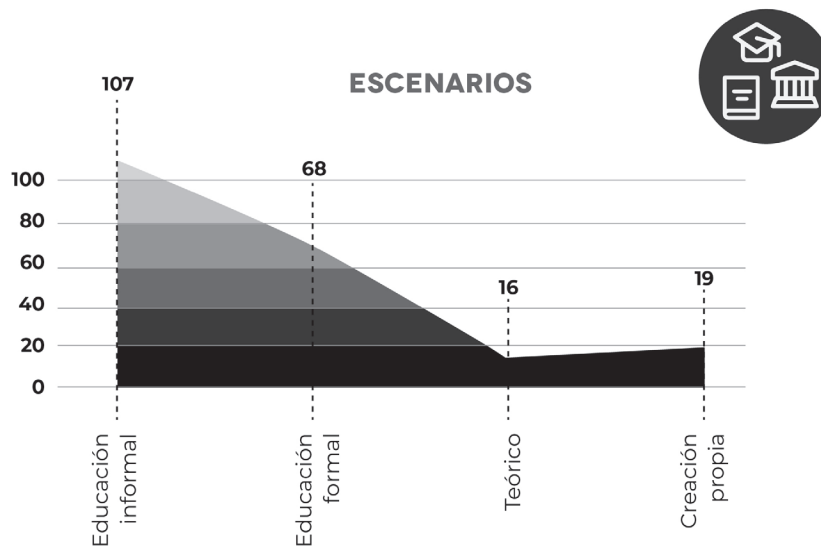 ESCENARIOS
107
68
16
19
100
80
60
40
20
0
Educación
informal
Educación
formal
Teórico
Creación
propia